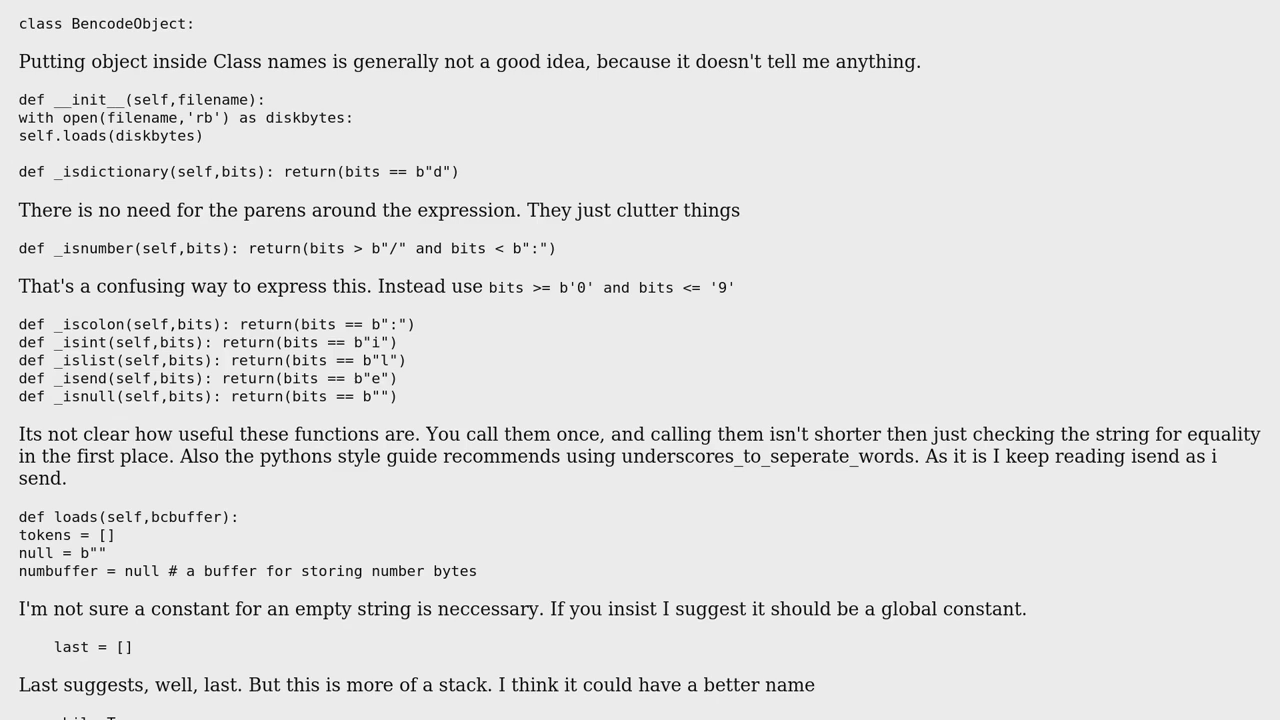 class BencodeObject:
Putting object inside Class names is generally not a good idea, because it doesn't tell me anything.
def __init__(self,filename):
with open(filename,'rb') as diskbytes:
self.loads(diskbytes)
def _isdictionary(self,bits): return(bits == b"d")
There is no need for the parens around the expression. They just clutter things
def _isnumber(self,bits): return(bits > b"/" and bits < b":")
That's a confusing way to express this. Instead use bits >= b'0' and bits <= '9'
def _iscolon(self,bits): return(bits == b":")
def _isint(self,bits): return(bits == b"i")
def _islist(self,bits): return(bits == b"l")
def _isend(self,bits): return(bits == b"e")
def _isnull(self,bits): return(bits == b"")
Its not clear how useful these functions are. You call them once, and calling them isn't shorter then just checking the string for equality
in the first place. Also the pythons style guide recommends using underscores_to_seperate_words. As it is I keep reading isend as i
send.
def loads(self,bcbuffer):
tokens = []
null = b""
numbuffer = null # a buffer for storing number bytes
I'm not sure a constant for an empty string is neccessary. If you insist I suggest it should be a global constant.
last = []
Last suggests, well, last. But this is more of a stack. I think it could have a better name